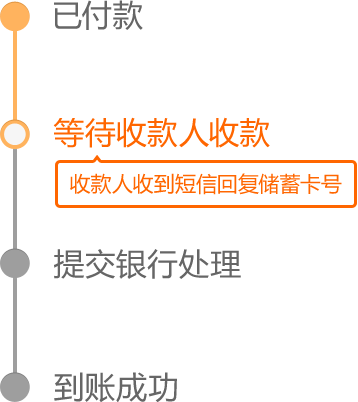 已付款
等待收款人收款
收款人收到短信回复储蓄卡号
提交银行处理
到账成功